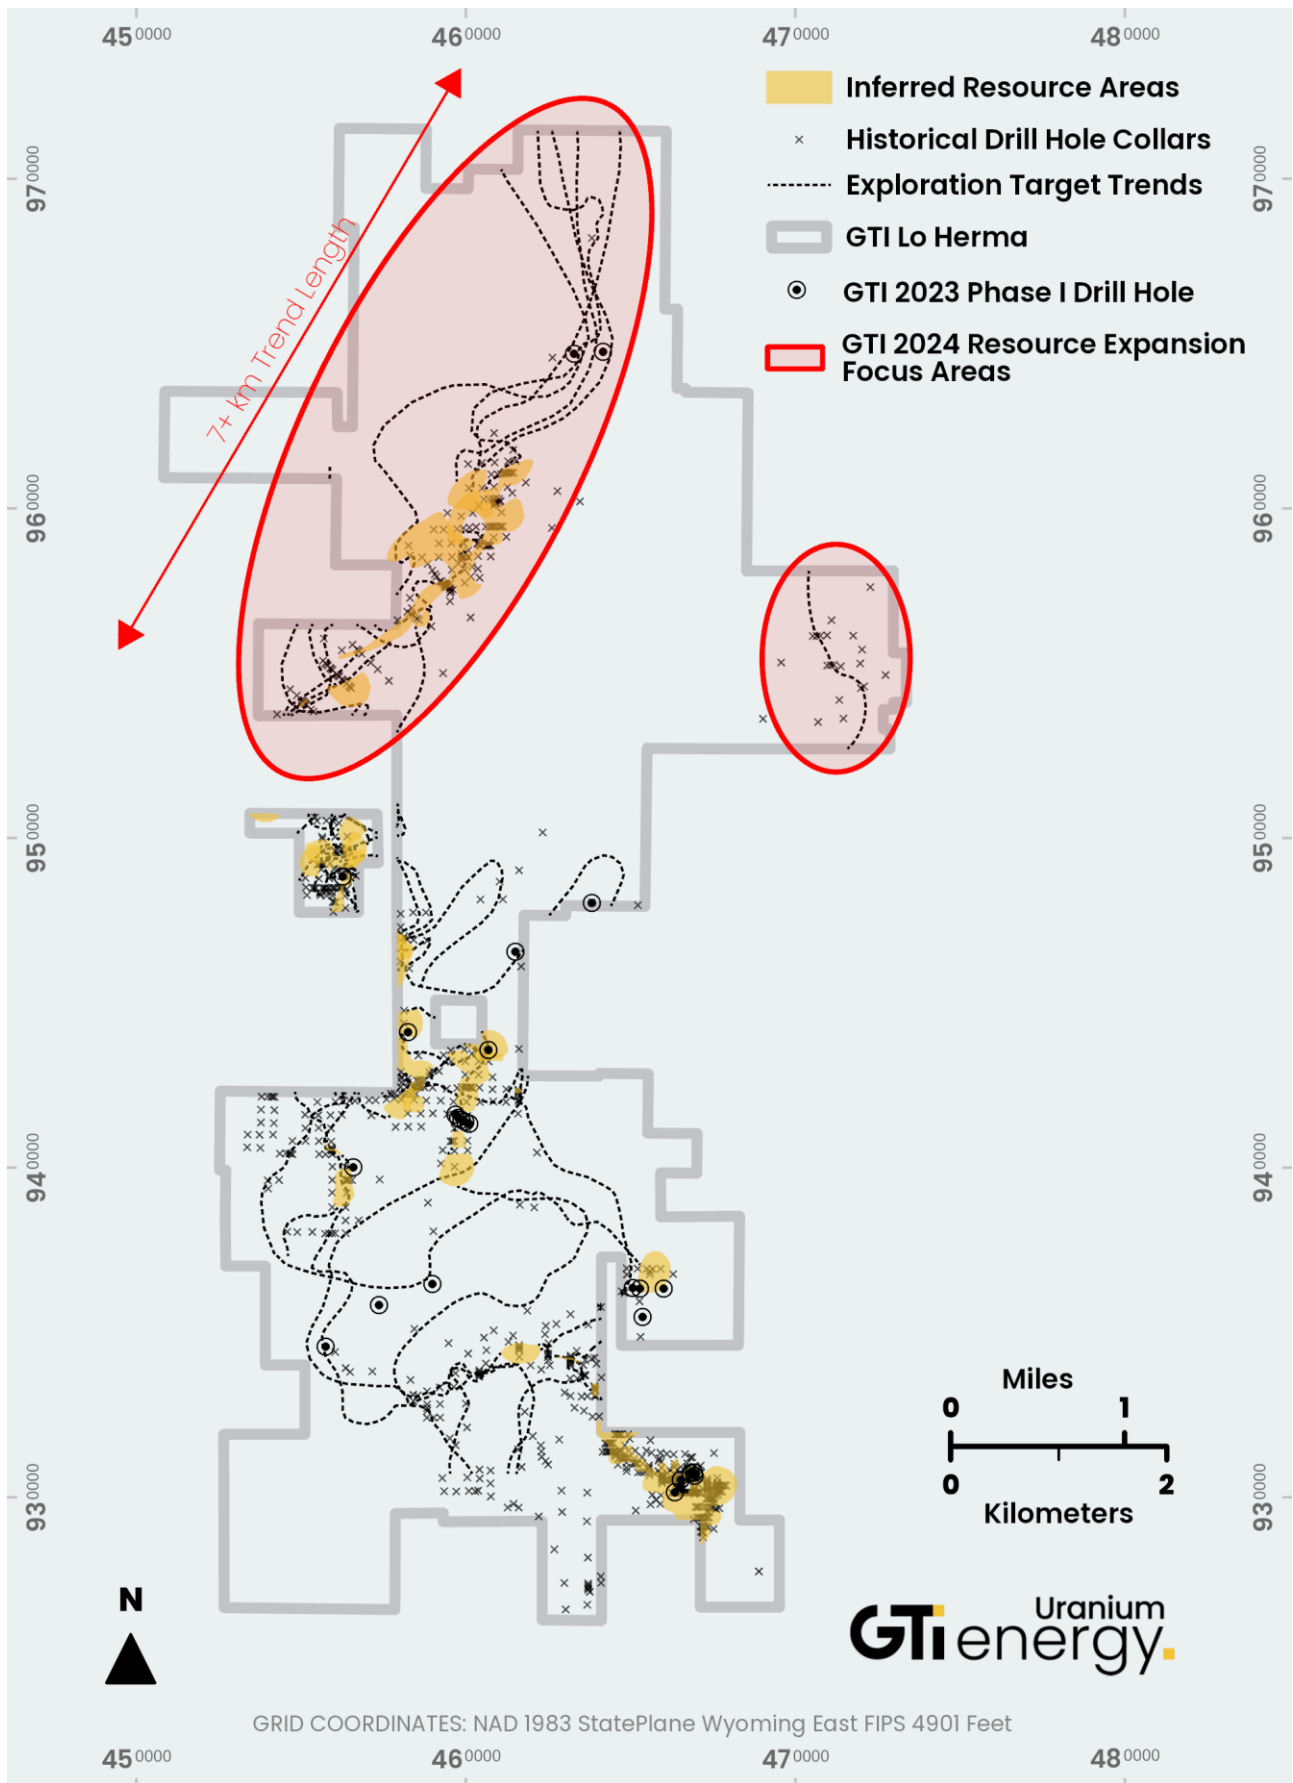 450000 460000 470000 480000
Inferred Resource Areas
Historical Drill Hole Collars
Exploration Target Trends
GTI Lo Herma
GTI 2023 Phase I Drill Hole
GTI 2024 Resource Expansion
Focus Areas
970000 970000
7+ km Trend Length
960000 960000
950000 950000
940000 940000
930000 930000
Miles
0 1
0 2
Kilometers
N
GTi Uranium
energy.
GRID COORDINATES: NAD 1983 StatePlane Wyoming East FIPS 4901 Feet
450000 460000 470000 480000